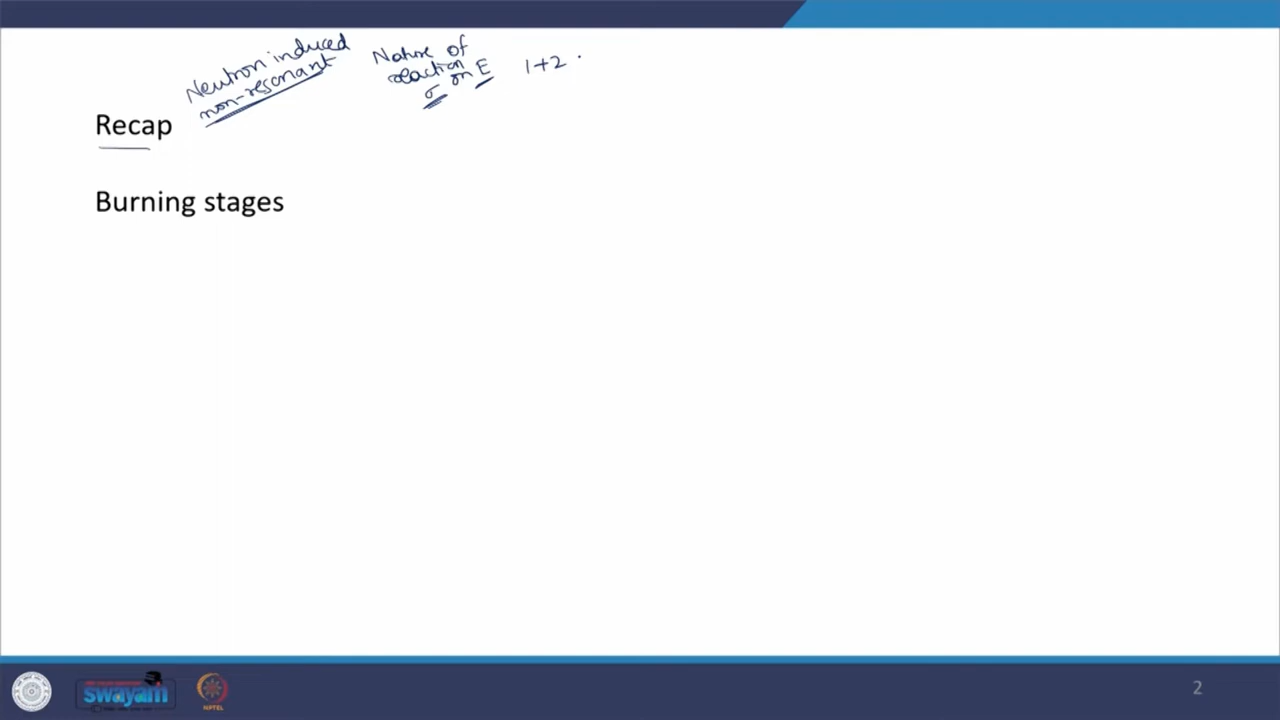 Neutron induced
non-resonant
Nature of
reaction
σ on E
1+2 .
Recap
Burning stages
swayam
2